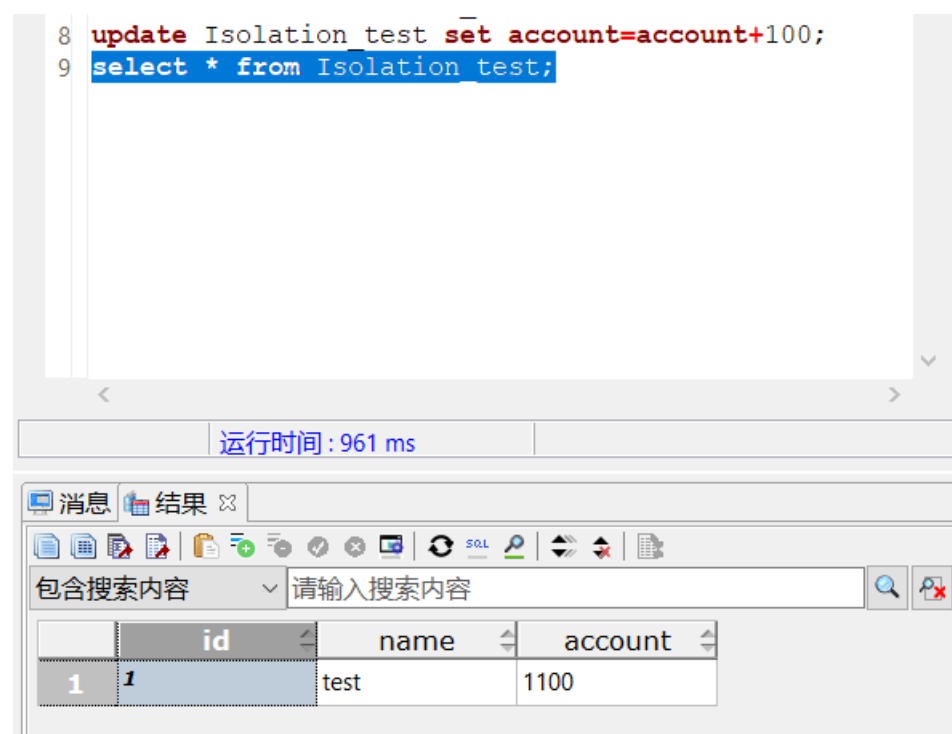 8 update Isolation_test set account=account+100;
9 select * from Isolation_test;
运行时间 : 961 ms
消息 结果
SQL
包含搜索内容 请输入搜索内容
id name account
1 1 test 1100